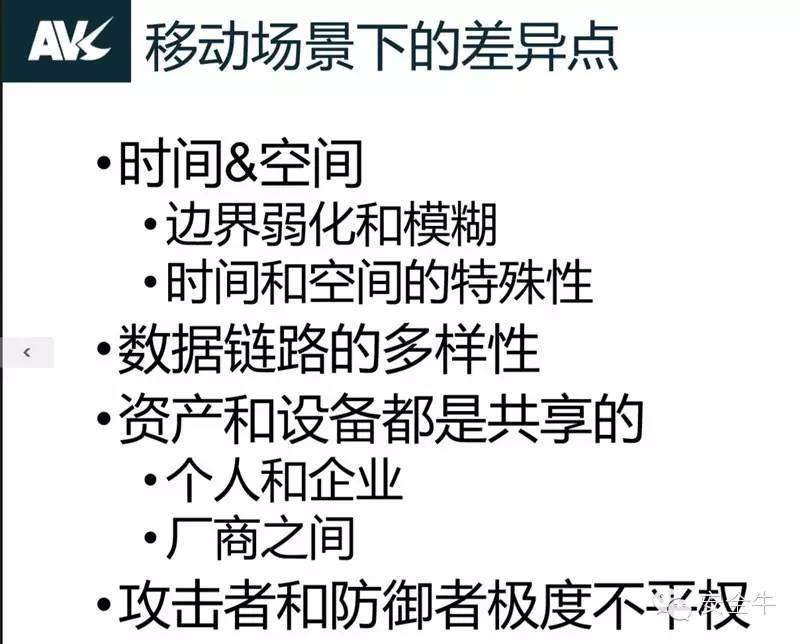 AVL
移动场景下的差异点
•时间&空间
•边界弱化和模糊
•时间和空间的特殊性
•数据链路的多样性
•资产和设备都是共享的
•个人和企业
•厂商之间
•攻击者和防御者极度不平权
安全牛